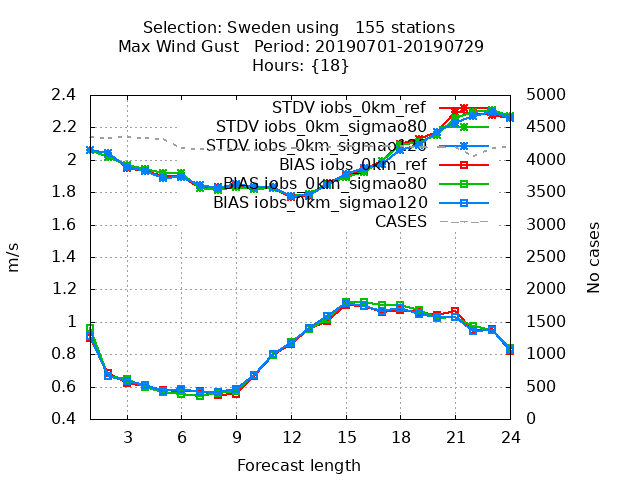 Selection: Sweden using   155 stations
Max Wind Gust   Period: 20190701-20190729
Hours: {18}
STDV iobs_0km_ref
STDV iobs_0km_sigmao80
STDV iobs_0km_sigmao120
BIAS iobs_0km_ref
BIAS iobs_0km_sigmao80
BIAS iobs_0km_sigmao120
CASES
2.4
2.2
2
1.8
1.6
1.4
1.2
1
0.8
0.6
0.4
m/s
5000
4500
4000
3500
3000
2500
2000
1500
1000
500
0
No cases
3 6 9 12 15 18 21 24
Forecast length